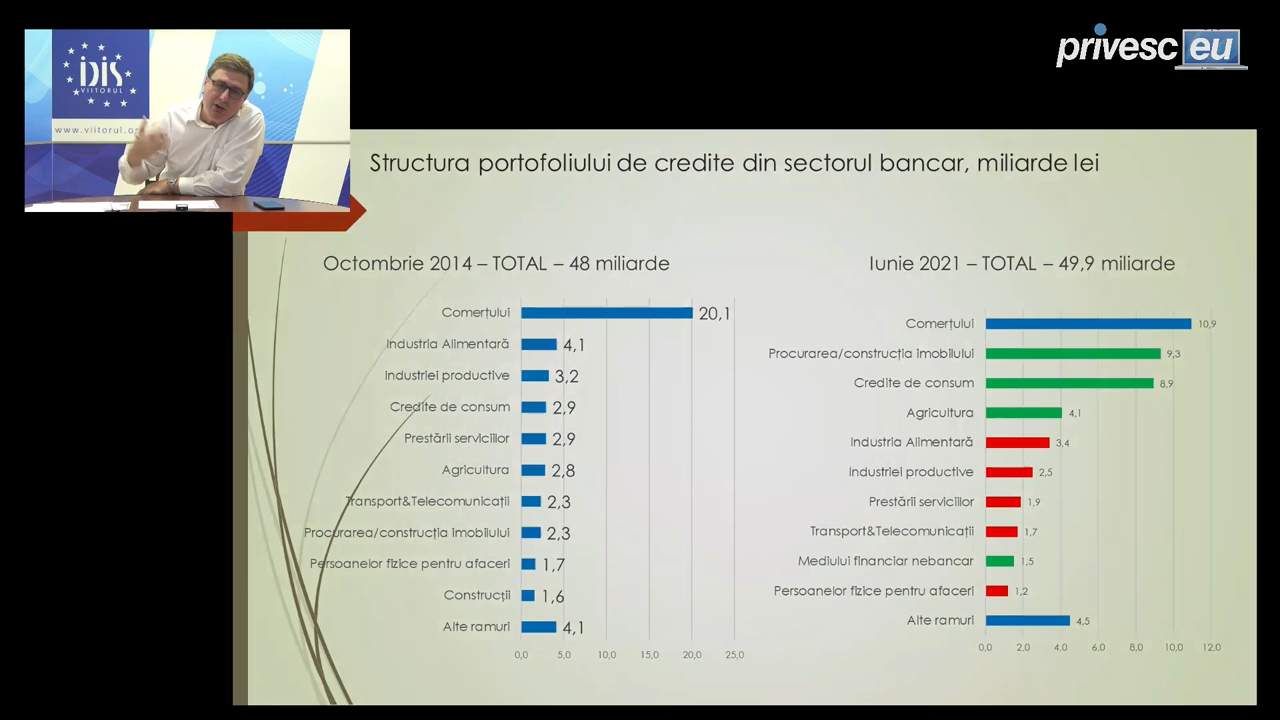 privesc eu
IDIS
VIITORUL
www.viitorul.or
Structura portofoliului de credite din sectorul bancar, miliarde lei
Octombrie 2014 – TOTAL – 48 miliarde
Comerțului 20,1
Industria Alimentară 4,1
Industriei productive 3,2
Credite de consum 2,9
Prestării serviciilor 2,9
Agricultura 2,8
Transport&Telecomunicații 2,3
Procurarea/construcția imobilului 2,3
Persoanelor fizice pentru afaceri 1,7
Construcții 1,6
Alte ramuri 4,1
0,0 5,0 10,0 15,0 20,0 25,0
Iunie 2021 – TOTAL – 49,9 miliarde
Comerțului 10,9
Procurarea/construcția imobilului 9,3
Credite de consum 8,9
Agricultura 4,1
Industria Alimentară 3,4
Industriei productive 2,5
Prestării serviciilor 1,9
Transport&Telecomunicații 1,7
Mediului financiar nebancar 1,5
Persoanelor fizice pentru afaceri 1,2
Alte ramuri 4,5
0,0 2,0 4,0 6,0 8,0 10,0 12,0